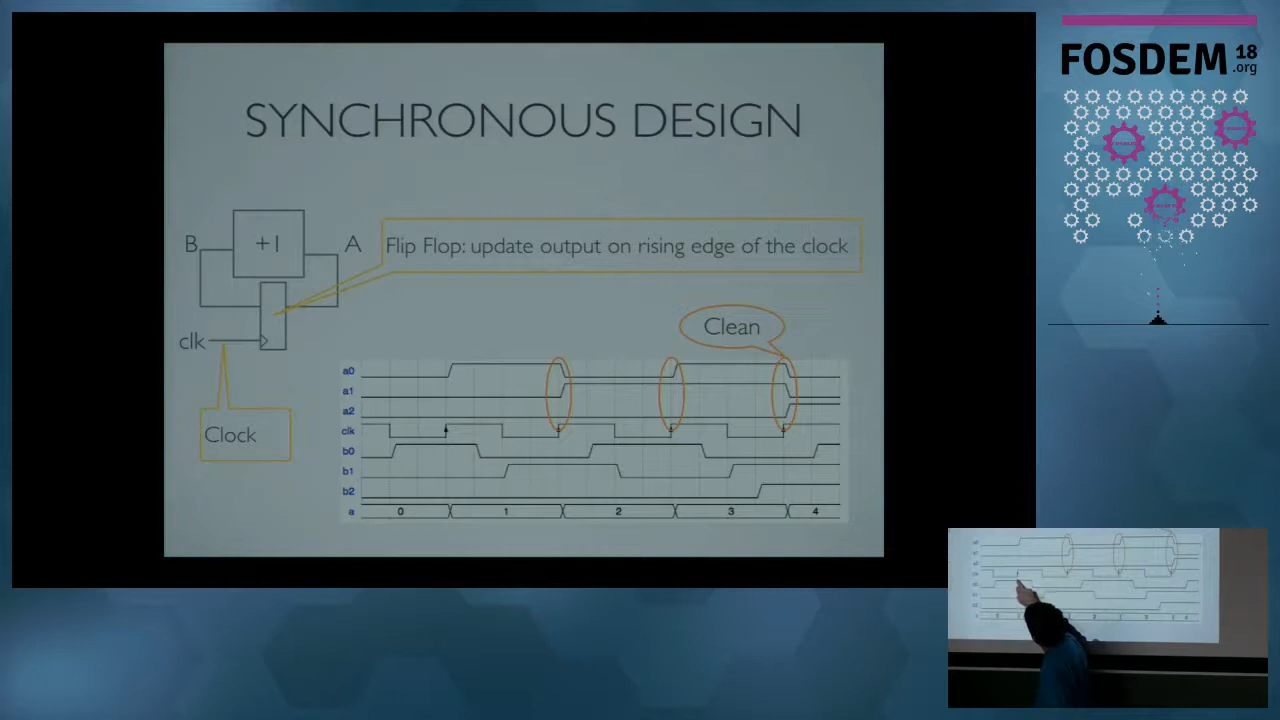 SYNCHRONOUS DESIGN
B
+1
A
Flip Flop: update output on rising edge of the clock
clk
Clock
Clean
a0
a1
a2
clk
b0
b1
b2
a
0
1
2
3
4
FOSDEM 18
.org